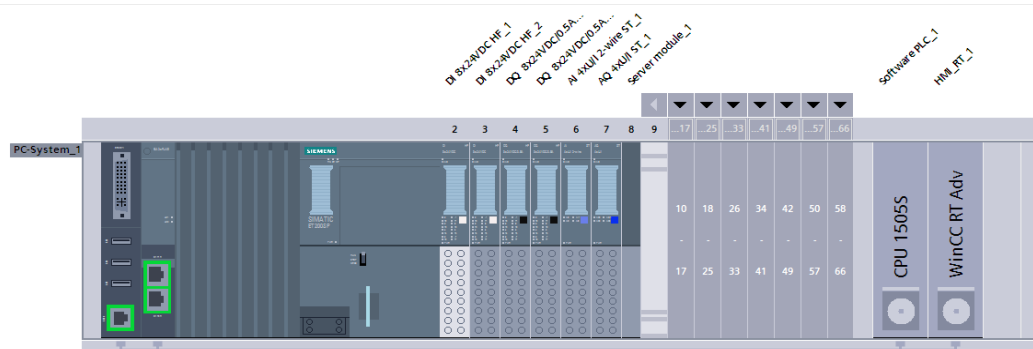 DI 8x24VDC HF_1
DI 8x24VDC HF_2
DQ 8x24VDC/0.5A...
DQ 8x24VDC/0.5A...
AI 4xU/I 2-wire ST_1
AQ 4xU/I ST_1
Server module_1
Software PLC_1
HMI_RT_1
2 3 4 5 6 7 8 9 ...17 ...25 ...33 ...41 ...49 ...57 ...66
PC-System_1
SIEMENS
SIMATIC
ET 200SP
10 18 26 34 42 50 58
- - - - - - -
17 25 33 41 49 57 66
CPU 1505S
WinCC RT Adv